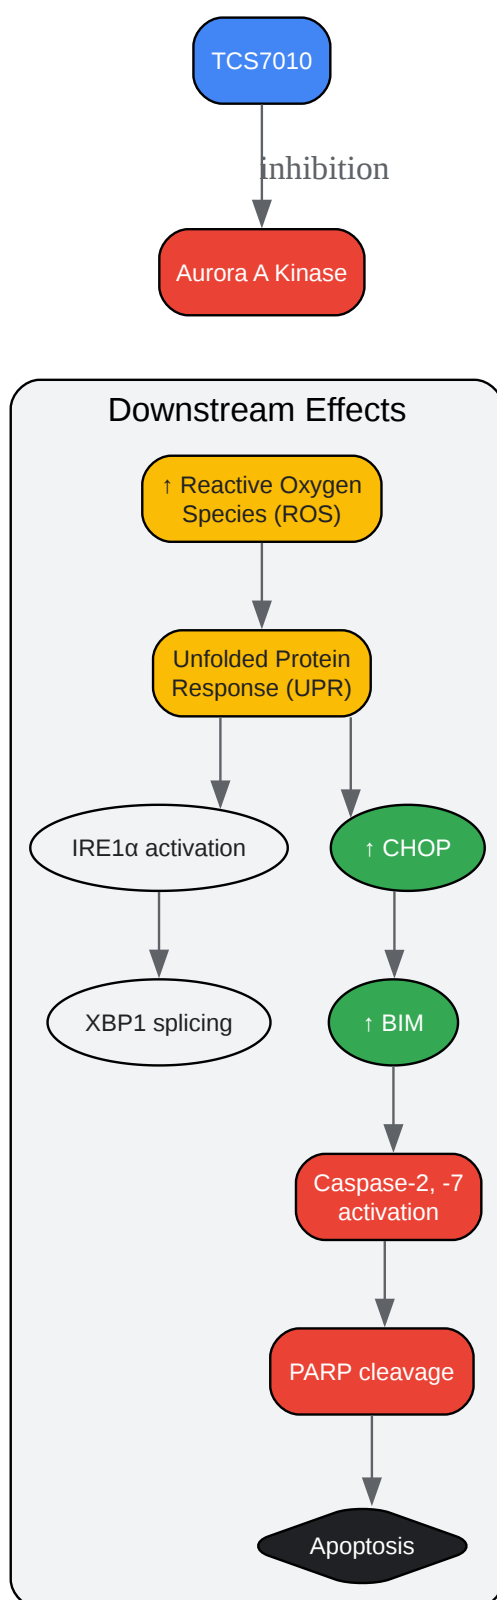 TCS7010
inhibition
Aurora A Kinase
Downstream Effects
↑ Reactive Oxygen
Species (ROS)
Unfolded Protein
Response (UPR)
IRE1α activation
↑ CHOP
XBP1 splicing
↑ BIM
Caspase-2, -7
activation
PARP cleavage
Apoptosis